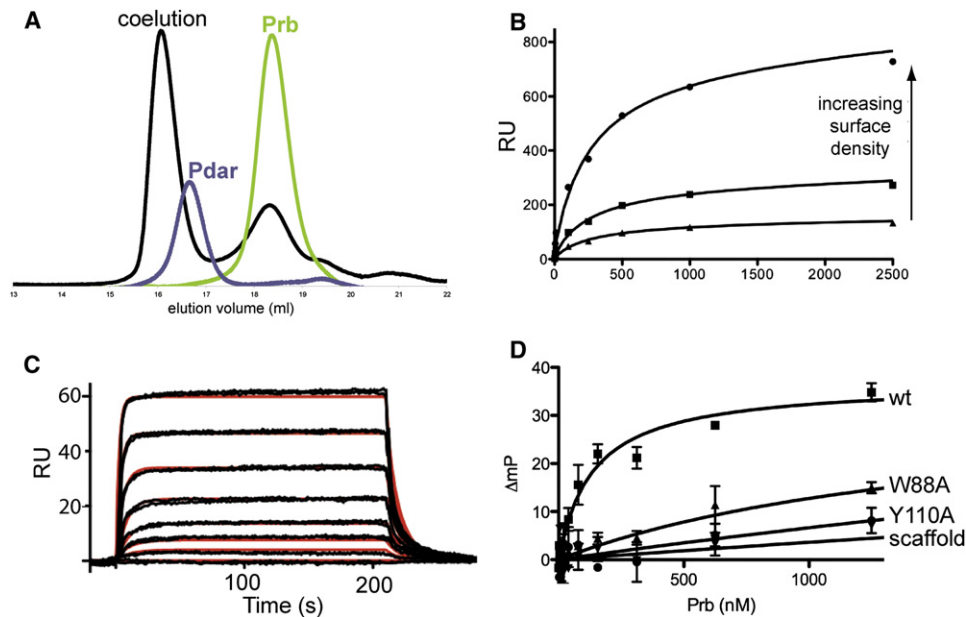 A
coelution
Prb
Pdar
13 14 15 16 17 18 19 20 21 22
elution volume (ml)
B
800
600
400
200
0
RU
0 500 1000 1500 2000 2500
increasing
surface
density
C
60
40
20
RU
100 200
Time (s)
D
40
30
20
10
0
ΔmP
500 1000
Prb (nM)
wt
W88A
Y110A
scaffold